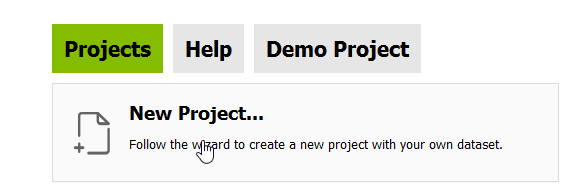 Projects Help Demo Project
New Project...
Follow the wizard to create a new project with your own dataset.